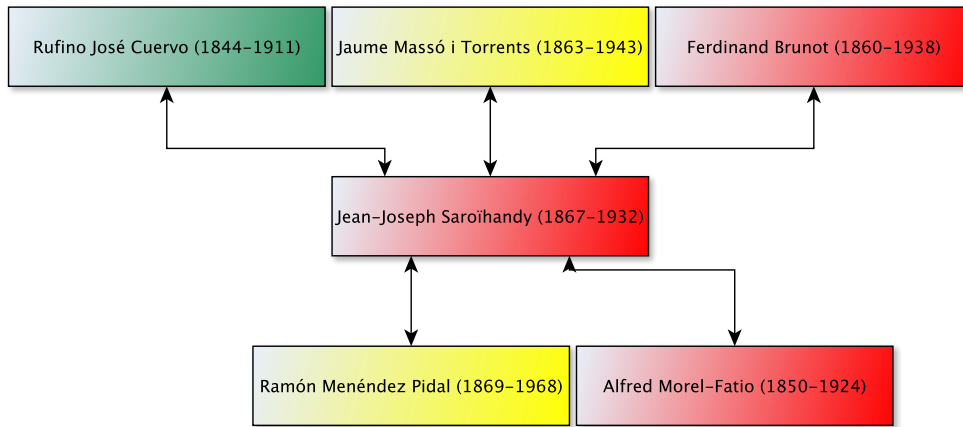 Rufino José Cuervo (1844-1911)
Jaume Massó i Torrents (1863-1943)
Ferdinand Brunot (1860-1938)
Jean-Joseph Saroïhandy (1867-1932)
Ramón Menéndez Pidal (1869-1968)
Alfred Morel-Fatio (1850-1924)